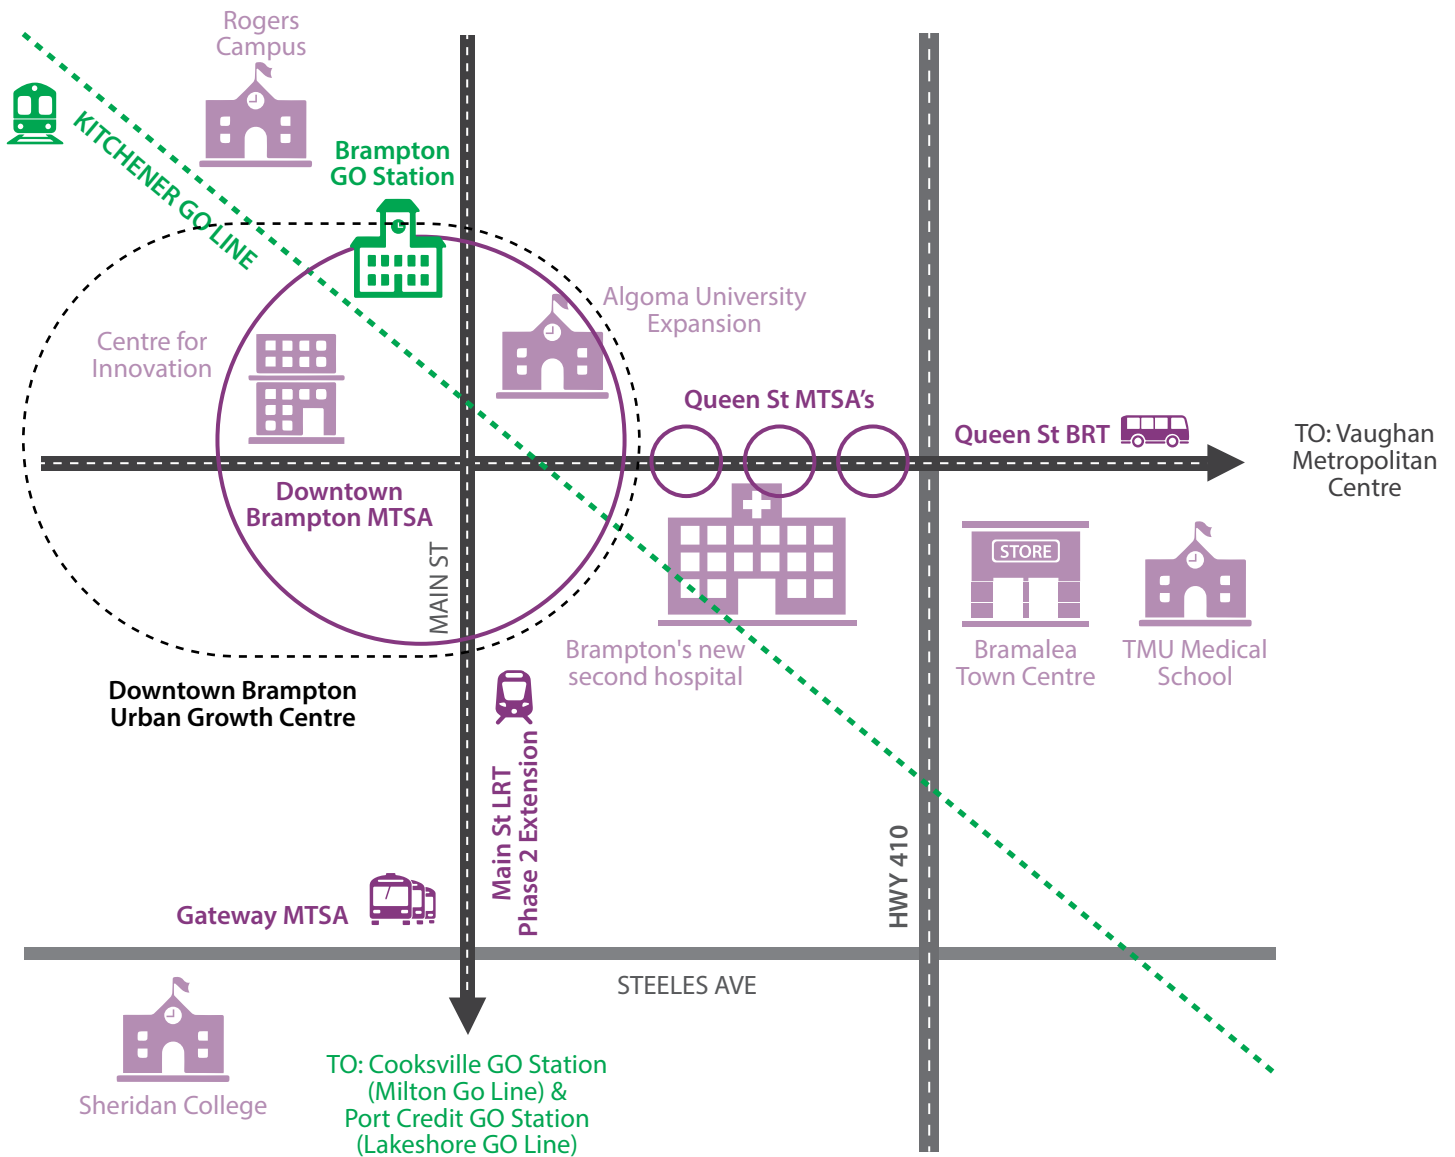 Rogers
Campus
KITCHENER GO LINE
Brampton
GO Station
Centre for
Innovation
Algoma University
Expansion
Queen St MTSA's
Queen St BRT
TO: Vaughan
Metropolitan
Centre
Downtown
Brampton MTSA
MAIN ST
STORE
Brampton's new
second hospital
Bramalea
Town Centre
TMU Medical
School
Downtown Brampton
Urban Growth Centre
Main St LRT
Phase 2 Extension
HWY 410
Gateway MTSA
STEELES AVE
Sheridan College
TO: Cooksville GO Station
(Milton Go Line) &
Port Credit GO Station
(Lakeshore GO Line)